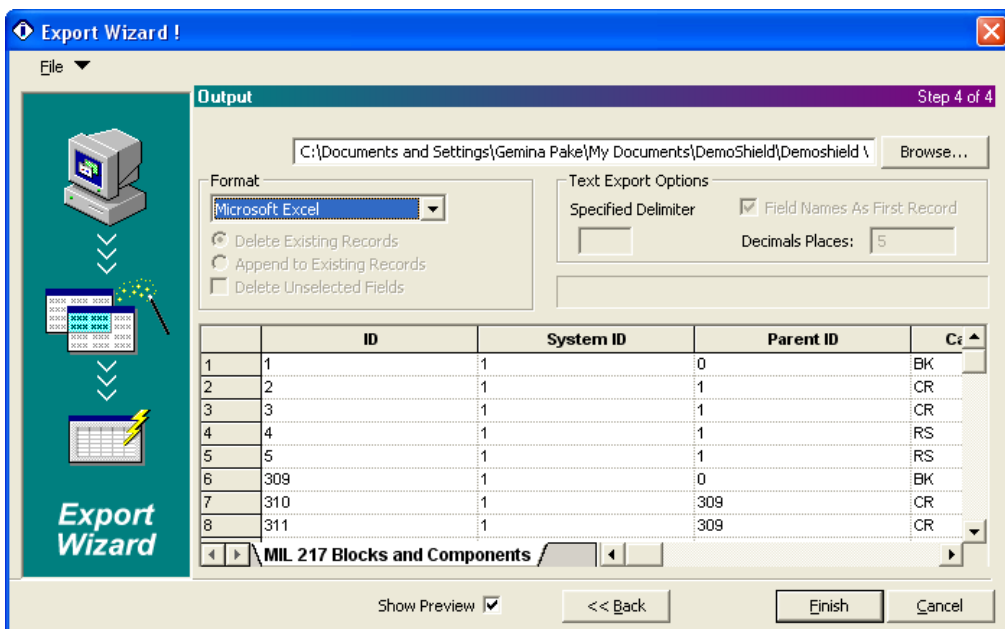 Export Wizard !
File
Output Step 4 of 4
C:\Documents and Settings\Gemina Pake\My Documents\DemoShield\Demoshield \ Browse...
Format
Microsoft Excel
Delete Existing Records
Append to Existing Records
Delete Unselected Fields
Text Export Options
Specified Delimiter
Field Names As First Record
Decimals Places: 5
ID System ID Parent ID Ca
1 1 1 0 BK
2 2 1 1 CR
3 3 1 1 CR
4 4 1 1 RS
5 5 1 1 RS
6 309 1 0 BK
7 310 1 309 CR
8 311 1 309 CR
MIL 217 Blocks and Components
xxx xxx xxx
Export
Wizard
Show Preview << Back Finish Cancel